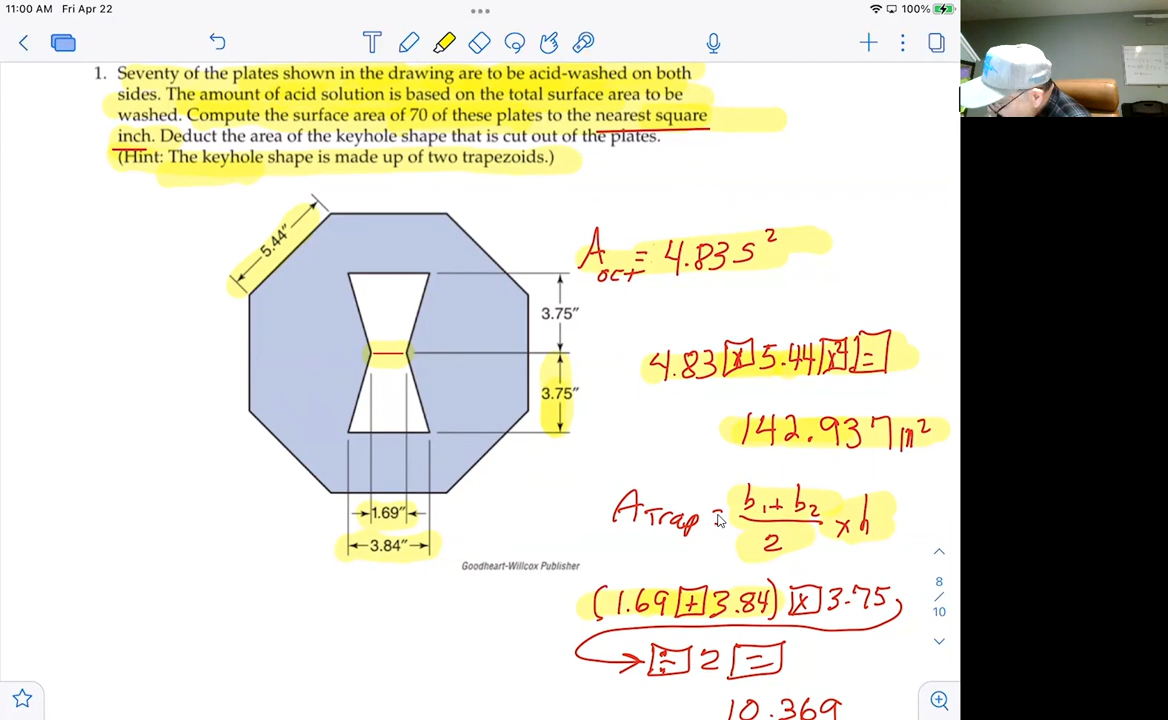 11:00 AM Fri Apr 22
100%
1. Seventy of the plates shown in the drawing are to be acid-washed on both
sides. The amount of acid solution is based on the total surface area to be
washed. Compute the surface area of 70 of these plates to the nearest square
inch. Deduct the area of the keyhole shape that is cut out of the plates.
(Hint: The keyhole shape is made up of two trapezoids.)
5.44"
3.75"
3.75"
1.69"
3.84"
Goodheart-Willcox Publisher
A oct = 4.83 s²
4.83 [x] 5.44 [x²] [=]
142.937 in²
A Trap = b₁ + b₂ / 2 x h
(1.69 [+] 3.84) [x] 3.75
[÷] 2 [=]
10.369
8
/
10